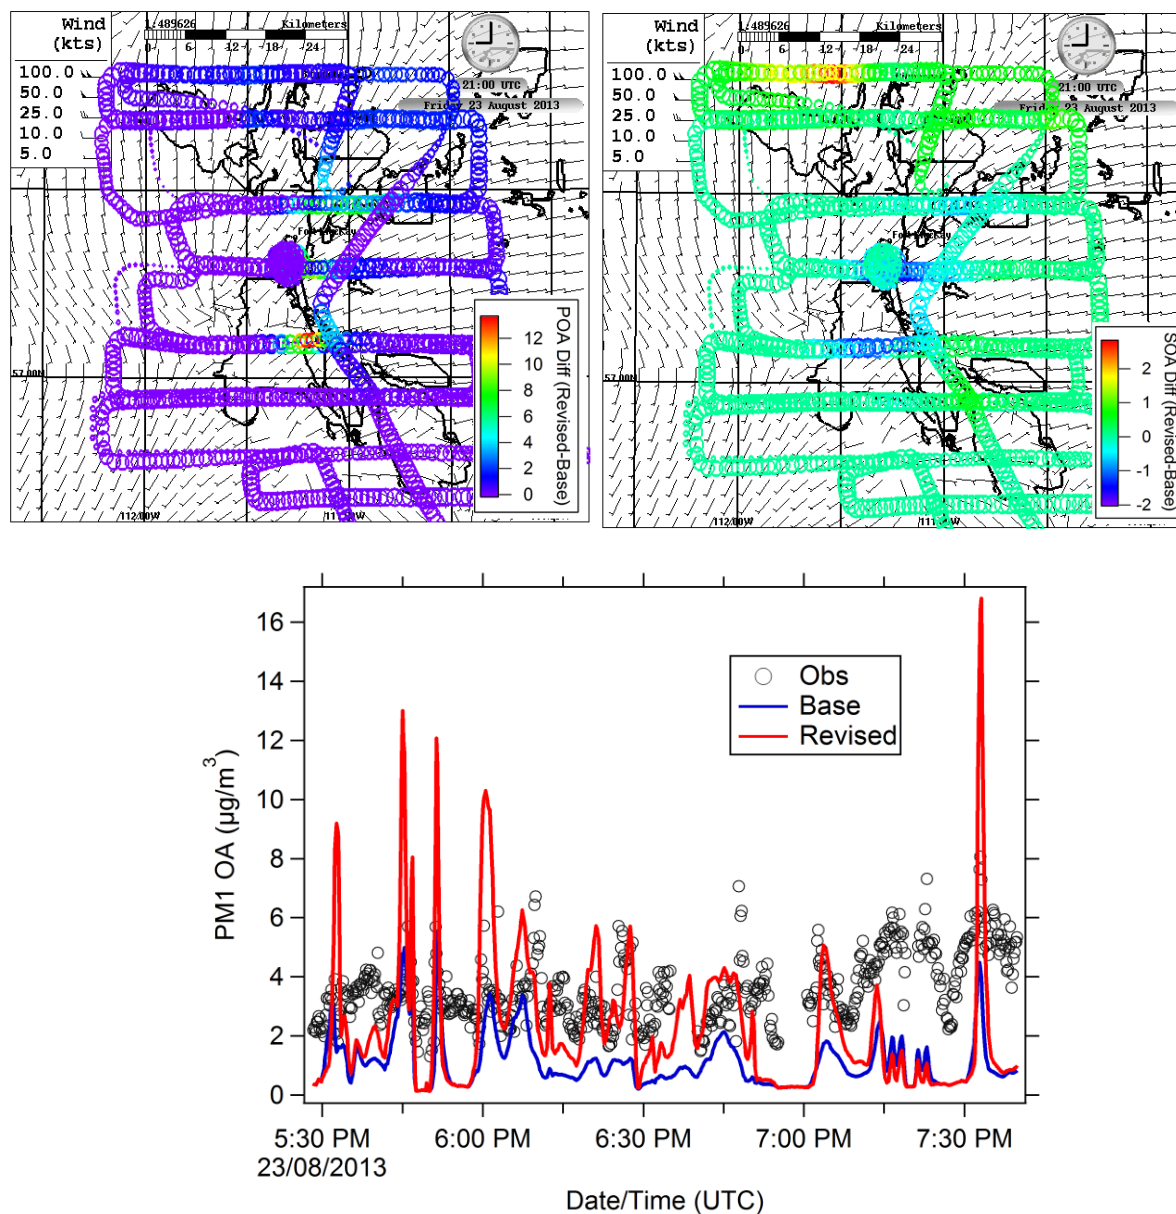 Wind
(kts)
1:489626 Kilometers
0 6 12 18 24
100.0
50.0
25.0
10.0
5.0
21:00 UTC
Friday 23 August 2013
Fort McKay
57.00N
112.00W
POA Diff (Revised-Base)
12
10
8
6
4
2
0
Wind
(kts)
1:489626 Kilometers
0 6 12 18 24
100.0
50.0
25.0
10.0
5.0
21:00 UTC
Friday 23 August 2013
57.00N
112.00W
SOA Diff (Revised-Base)
2
1
0
-1
-2
PM1 OA (µg/m³)
16
14
12
10
8
6
4
2
0
Obs
Base
Revised
5:30 PM
23/08/2013
6:00 PM
6:30 PM
7:00 PM
7:30 PM
Date/Time (UTC)